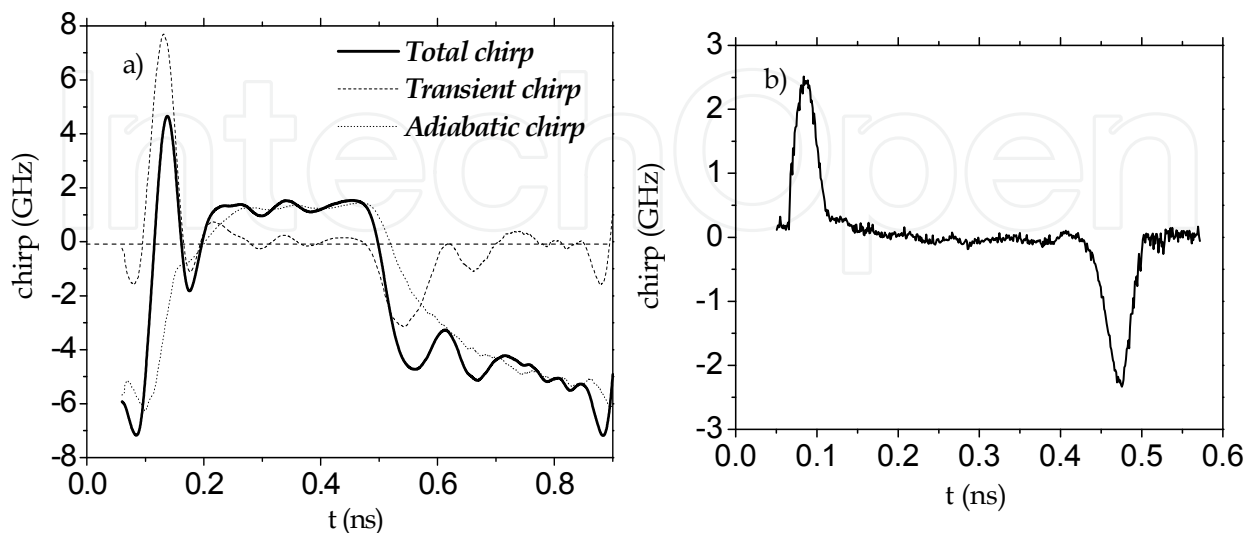 a)
Total chirp
Transient chirp
Adiabatic chirp
chirp (GHz)
8
6
4
2
0
-2
-4
-6
-8
0.0 0.2 0.4 0.6 0.8
t (ns)
b)
chirp (GHz)
3
2
1
0
-1
-2
-3
0.0 0.1 0.2 0.3 0.4 0.5 0.6
t (ns)
IntechOpen